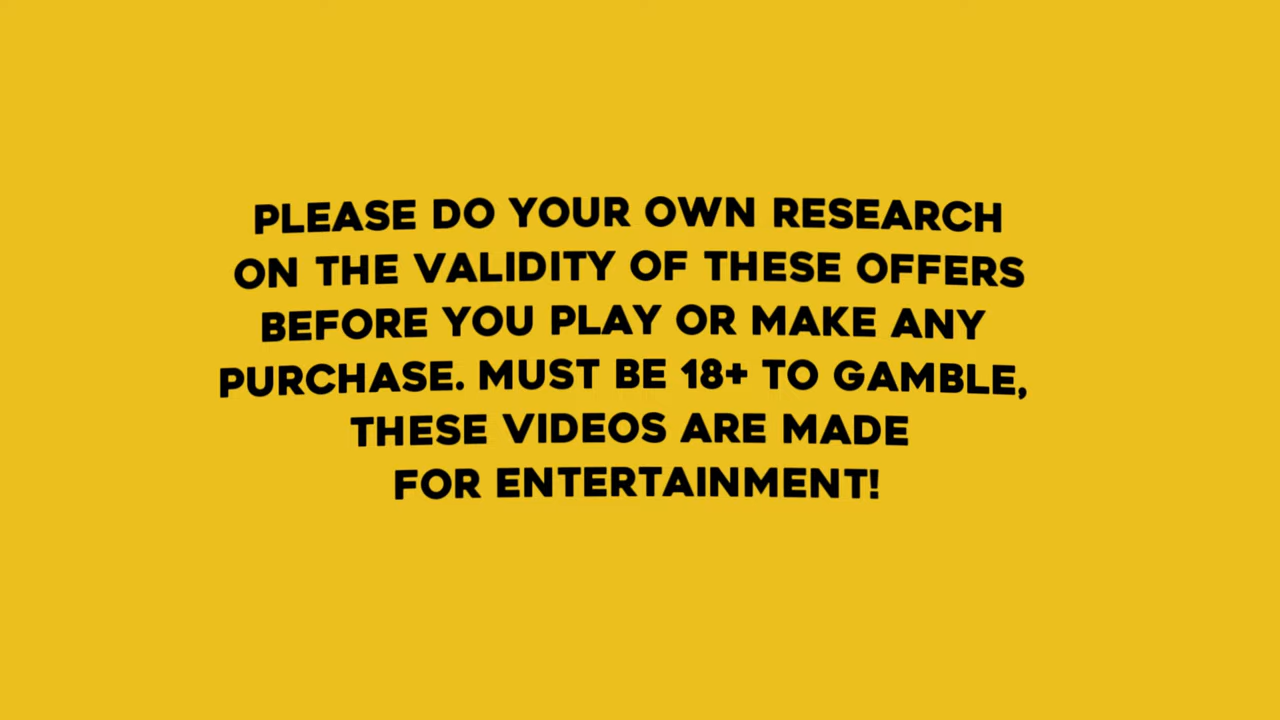 PLEASE DO YOUR OWN RESEARCH
ON THE VALIDITY OF THESE OFFERS
BEFORE YOU PLAY OR MAKE ANY
PURCHASE. MUST BE 18+ TO GAMBLE,
THESE VIDEOS ARE MADE
FOR ENTERTAINMENT!